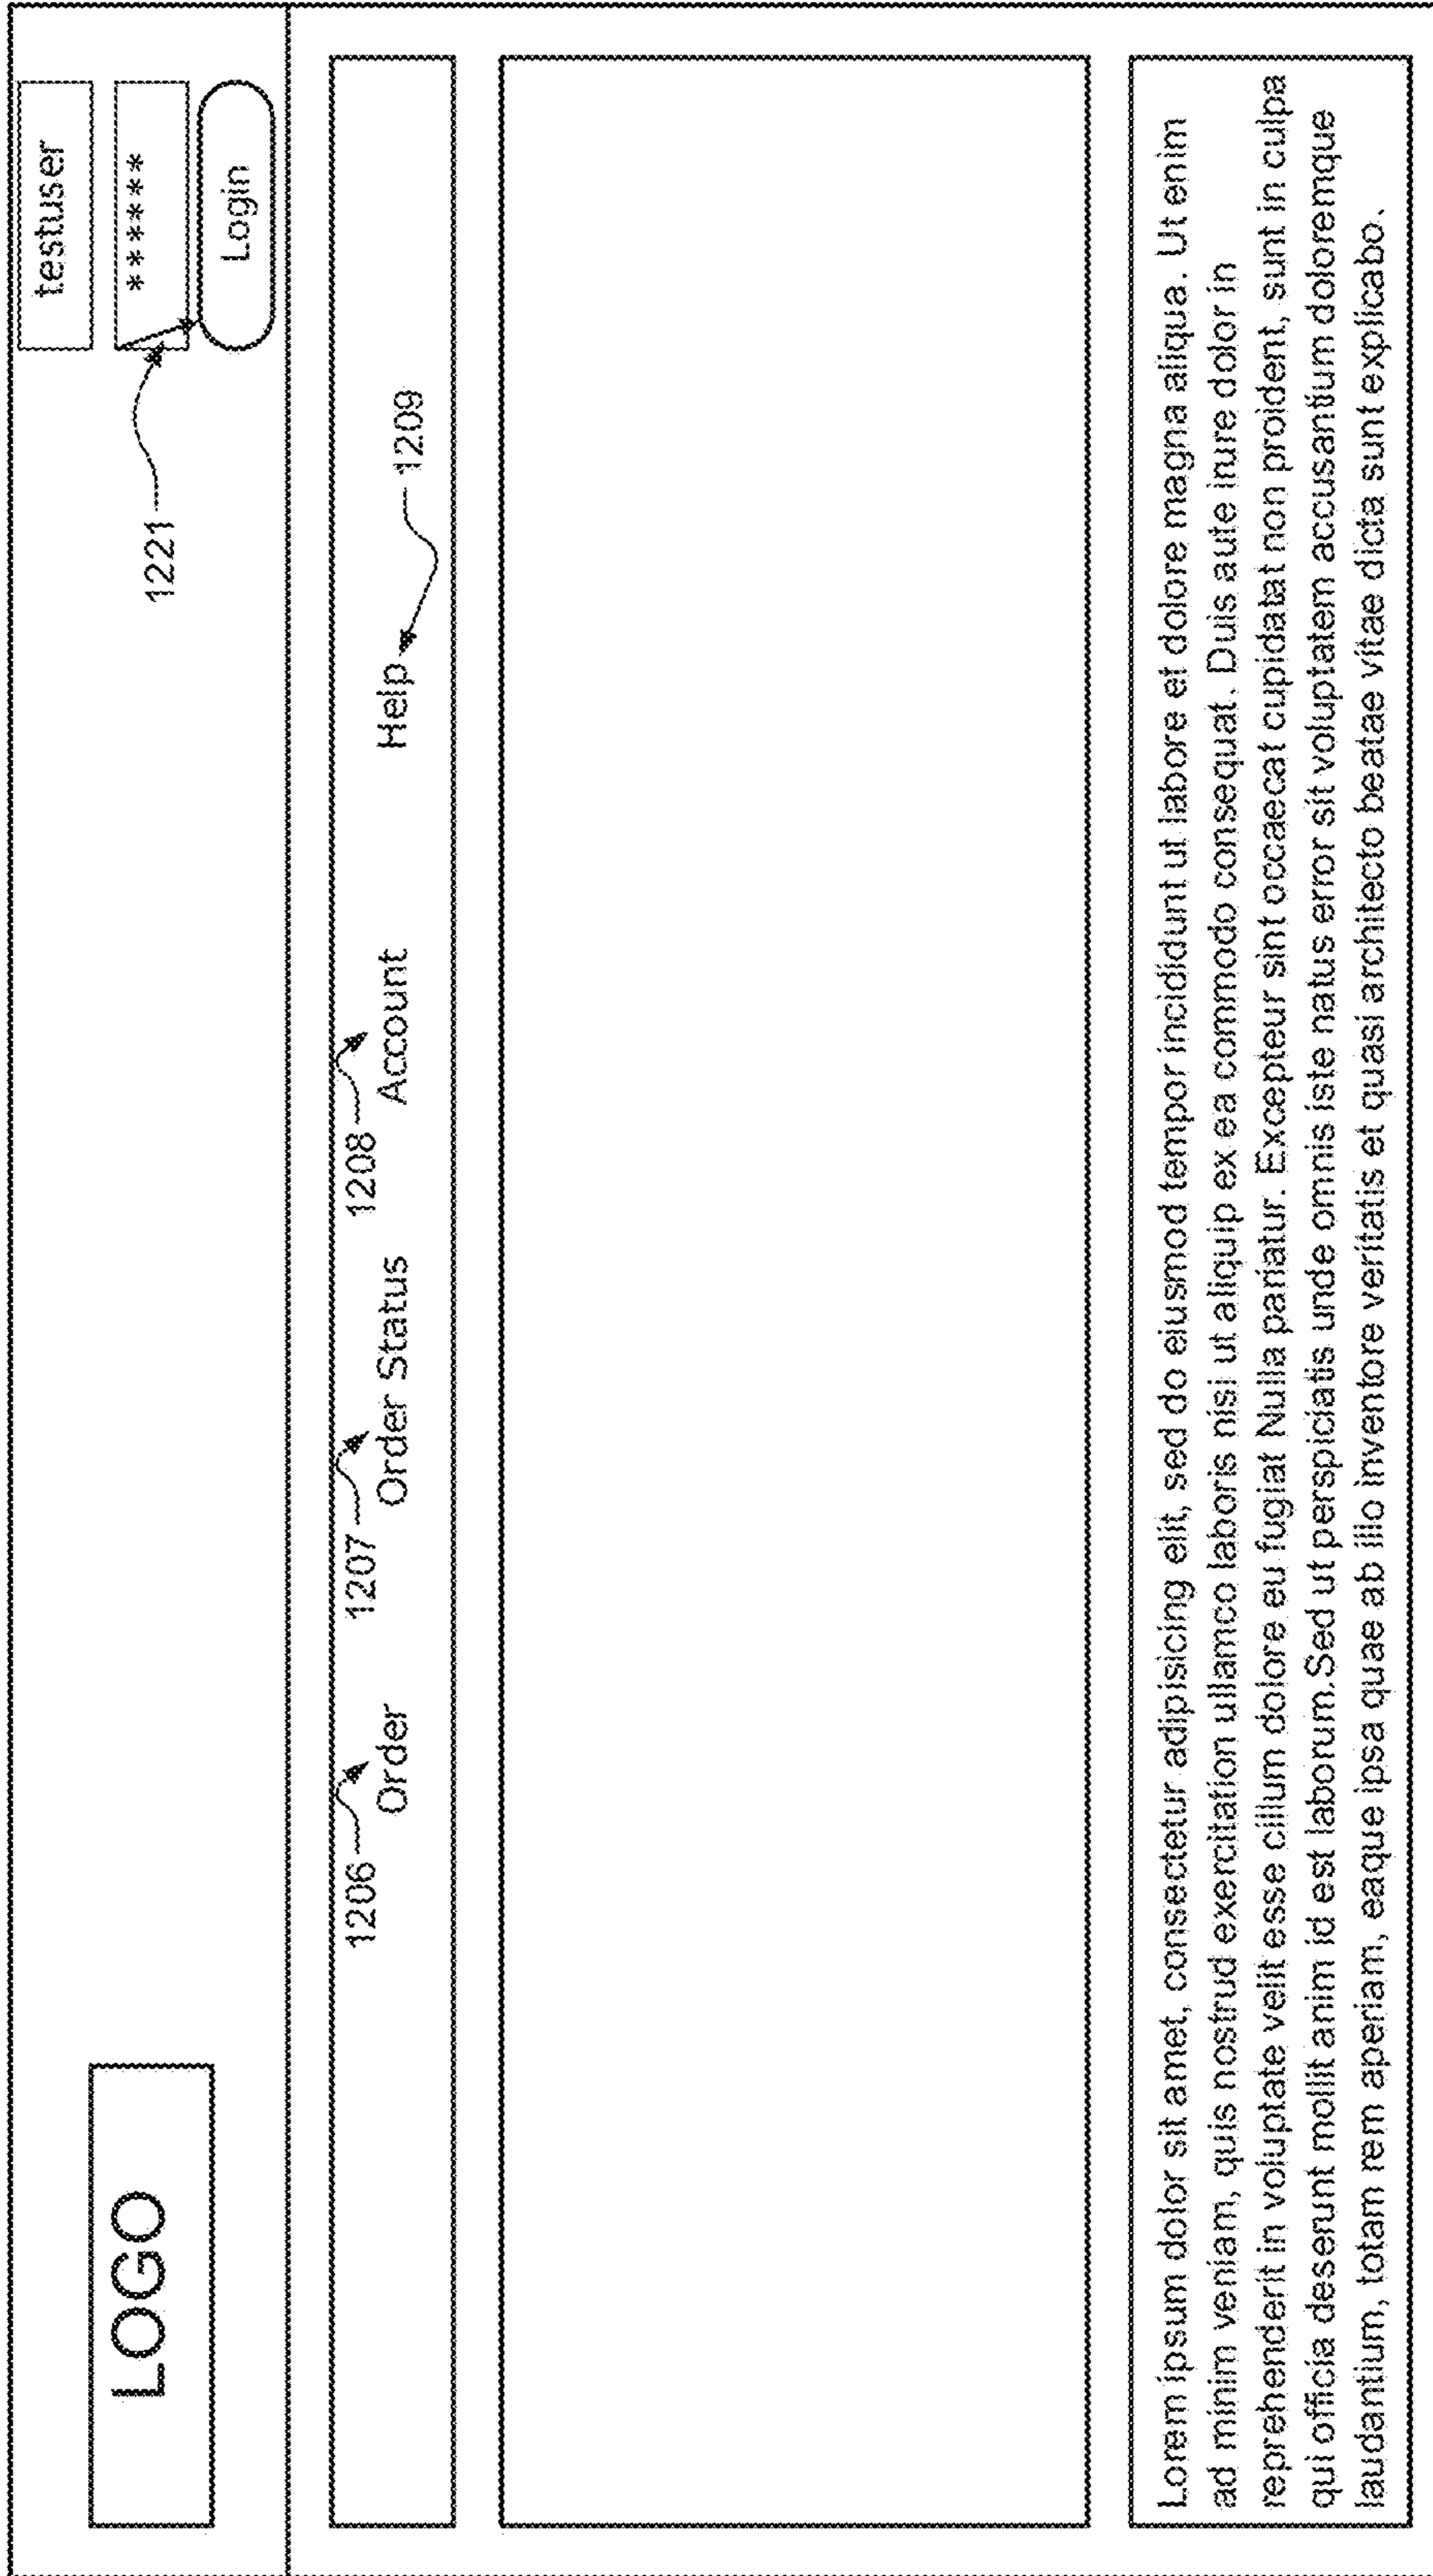 LOGO
testuser
******
Login
1221
1206
1207
1208
Order
Order Status
Account
Help
1209
Lorem ipsum dolor sit amet, consectetur adipisicing elit, sed do eiusmod tempor incididunt ut labore et dolore magna aliqua. Ut enim
ad minim veniam, quis nostrud exercitation ullamco laboris nisi ut aliquip ex ea commodo consequat. Duis aute irure dolor in
reprehenderit in voluptate velit esse cillum dolore eu fugiat Nulla pariatur. Excepteur sint occaecat cupidatat non proident, sunt in culpa
qui officia deserunt mollit anim id est laborum.Sed ut perspiciatis unde omnis iste natus error sit voluptatem accusantium doloremque
laudantium, totam rem aperiam, eaque ipsa quae ab illo inventore veritatis et quasi architecto beatae vitae dicta sunt explicabo.